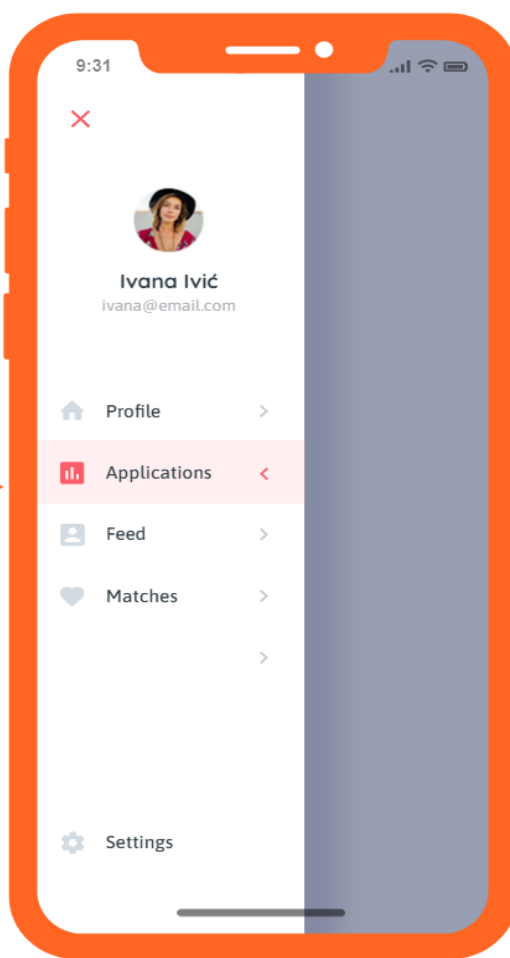 9:31
Ivana Ivić
ivana@email.com
Profile
Applications
Feed
Matches
Settings